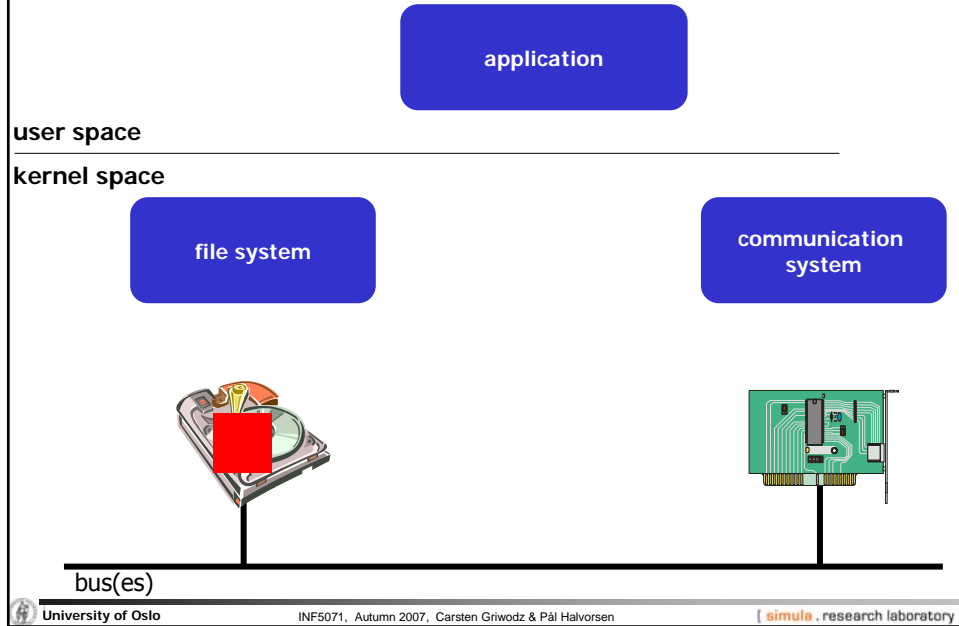 application
user space
kernel space
file system
communication
system
bus(es)
University of Oslo
INF5071, Autumn 2007, Carsten Griwodz & Pål Halvorsen
[ simula . research laboratory